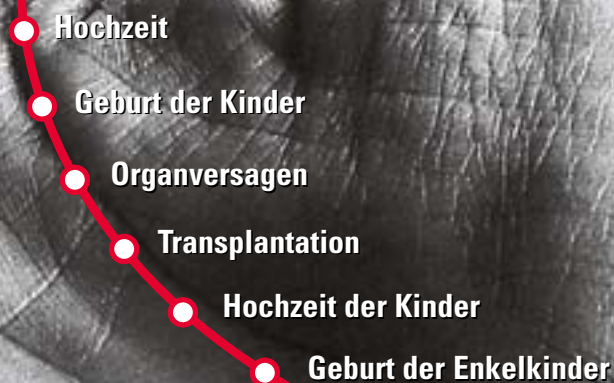 Hochzeit
Geburt der Kinder
Organversagen
Transplantation
Hochzeit der Kinder
Geburt der Enkelkinder